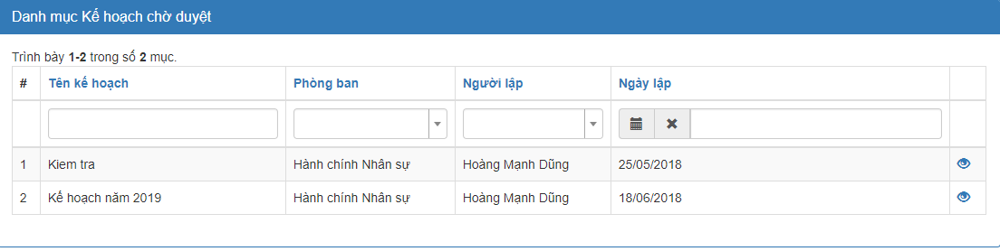 Danh mục Kế hoạch chờ duyệt
Trình bày 1-2 trong số 2 mục.
# Tên kế hoạch Phòng ban Người lập Ngày lập
1 Kiem tra Hành chính Nhân sự Hoàng Mạnh Dũng 25/05/2018
2 Kế hoạch năm 2019 Hành chính Nhân sự Hoàng Mạnh Dũng 18/06/2018